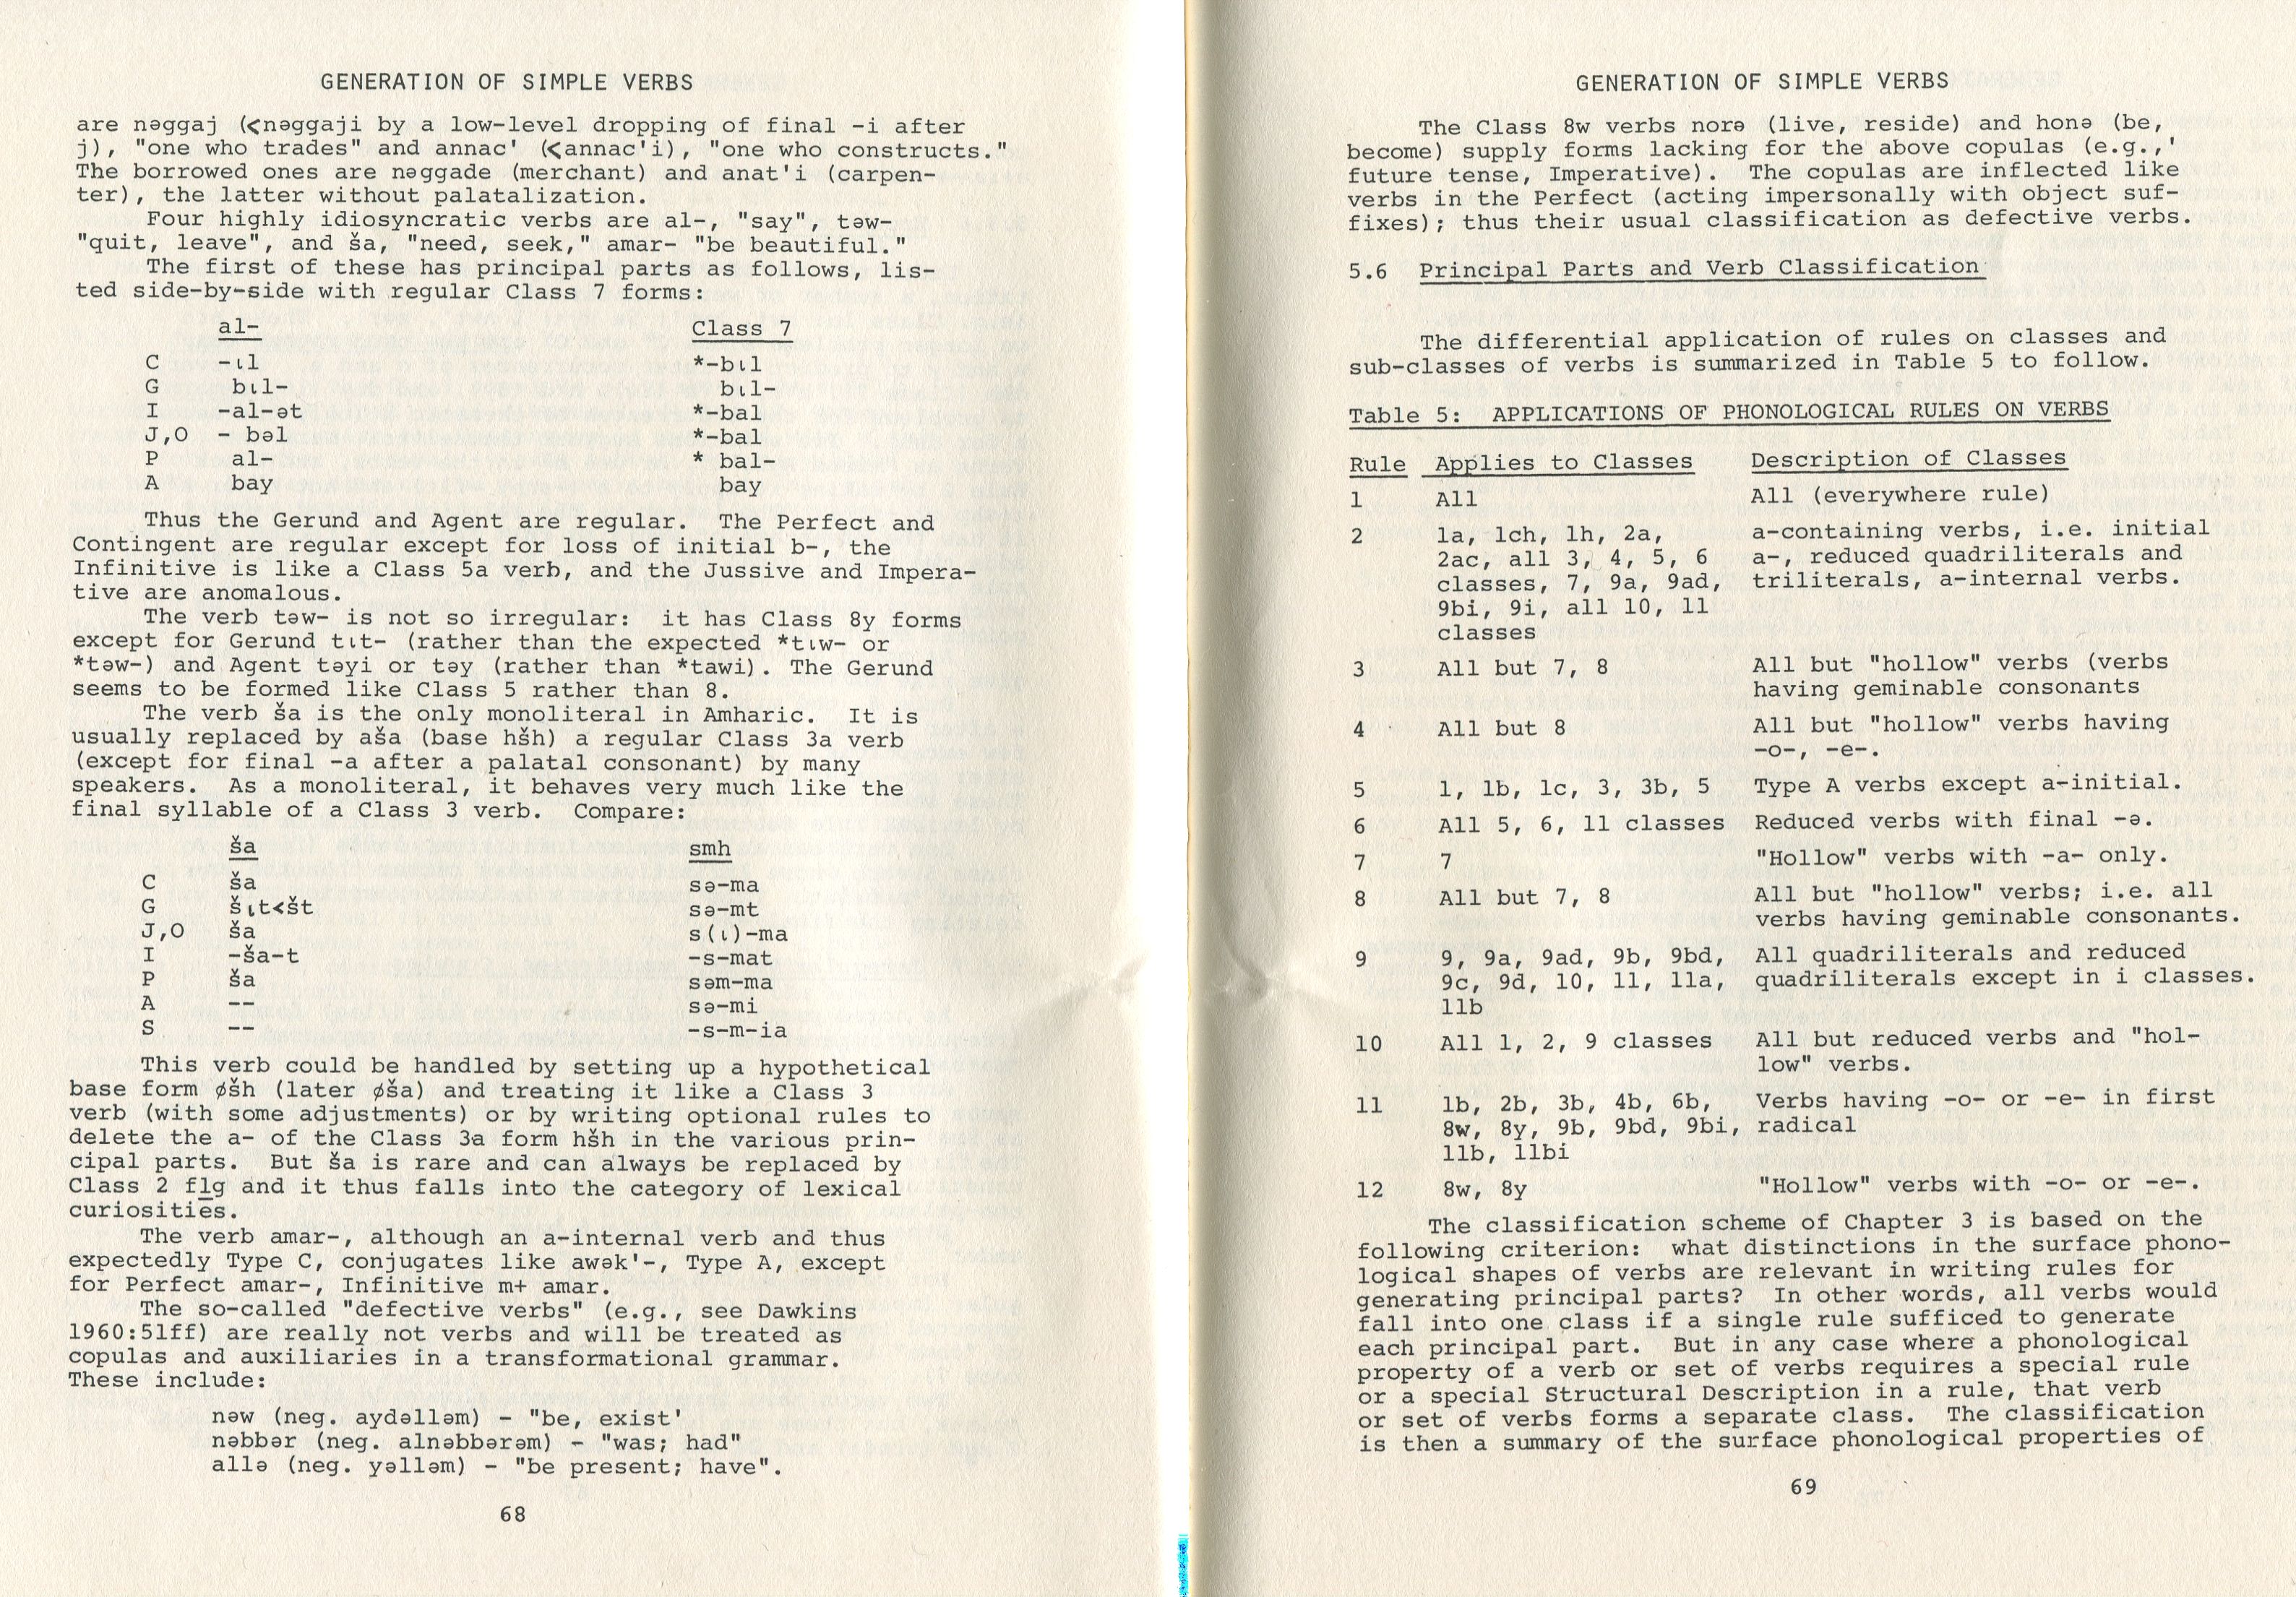 GENERATION OF SIMPLE VERBS
are nəggaj (<nəggaji by a low-level dropping of final -i after
j), "one who trades" and annac' (<annac'i), "one who constructs."
The borrowed ones are nəggade (merchant) and anat'i (carpen-
ter), the latter without palatalization.
Four highly idiosyncratic verbs are al-, "say", təw-
"quit, leave", and ša, "need, seek," amar- "be beautiful."
The first of these has principal parts as follows, lis-
ted side-by-side with regular Class 7 forms:
al- Class 7
C -ɩl *-bɩl
G bɩl- bɩl-
I -al-ət *-bal
J,O - bəl *-bal
P al- * bal-
A bay bay
Thus the Gerund and Agent are regular. The Perfect and
Contingent are regular except for loss of initial b-, the
Infinitive is like a Class 5a verb, and the Jussive and Impera-
tive are anomalous.
The verb təw- is not so irregular: it has Class 8y forms
except for Gerund tɩt- (rather than the expected *tɩw- or
*təw-) and Agent təyi or təy (rather than *tawi). The Gerund
seems to be formed like Class 5 rather than 8.
The verb ša is the only monoliteral in Amharic. It is
usually replaced by aša (base hšh) a regular Class 3a verb
(except for final -a after a palatal consonant) by many
speakers. As a monoliteral, it behaves very much like the
final syllable of a Class 3 verb. Compare:
ša smh
C ša sə-ma
G šɩt<št sə-mt
J,O ša s(ɩ)-ma
I -ša-t -s-mat
P ša səm-ma
A -- sə-mi
S -- -s-m-ia
This verb could be handled by setting up a hypothetical
base form øšh (later øša) and treating it like a Class 3
verb (with some adjustments) or by writing optional rules to
delete the a- of the Class 3a form hšh in the various prin-
cipal parts. But ša is rare and can always be replaced by
Class 2 flg and it thus falls into the category of lexical
curiosities.
The verb amar-, although an a-internal verb and thus
expectedly Type C, conjugates like awək'-, Type A, except
for Perfect amar-, Infinitive m+ amar.
The so-called "defective verbs" (e.g., see Dawkins
1960:51ff) are really not verbs and will be treated as
copulas and auxiliaries in a transformational grammar.
These include:
nəw (neg. aydəlləm) - "be, exist'
nəbbər (neg. alnəbbərəm) - "was; had"
allə (neg. yəlləm) - "be present; have".
68
GENERATION OF SIMPLE VERBS
The Class 8w verbs norə (live, reside) and honə (be,
become) supply forms lacking for the above copulas (e.g.,'
future tense, Imperative). The copulas are inflected like
verbs in the Perfect (acting impersonally with object suf-
fixes); thus their usual classification as defective verbs.
5.6 Principal Parts and Verb Classification
The differential application of rules on classes and
sub-classes of verbs is summarized in Table 5 to follow.
Table 5: APPLICATIONS OF PHONOLOGICAL RULES ON VERBS
Rule Applies to Classes Description of Classes
1 All All (everywhere rule)
2 1a, 1ch, 1h, 2a, a-containing verbs, i.e. initial
2ac, all 3, 4, 5, 6 a-, reduced quadriliterals and
classes, 7, 9a, 9ad, triliterals, a-internal verbs.
9bi, 9i, all 10, 11
classes
3 All but 7, 8 All but "hollow" verbs (verbs
having geminable consonants
4 All but 8 All but "hollow" verbs having
-o-, -e-.
5 1, 1b, 1c, 3, 3b, 5 Type A verbs except a-initial.
6 All 5, 6, 11 classes Reduced verbs with final -ə.
7 7 "Hollow" verbs with -a- only.
8 All but 7, 8 All but "hollow" verbs; i.e. all
verbs having geminable consonants.
9 9, 9a, 9ad, 9b, 9bd, All quadriliterals and reduced
9c, 9d, 10, 11, 11a, quadriliterals except in i classes.
11b
10 All 1, 2, 9 classes All but reduced verbs and "hol-
low" verbs.
11 1b, 2b, 3b, 4b, 6b, Verbs having -o- or -e- in first
8w, 8y, 9b, 9bd, 9bi, radical
11b, 11bi
12 8w, 8y "Hollow" verbs with -o- or -e-.
The classification scheme of Chapter 3 is based on the
following criterion: what distinctions in the surface phono-
logical shapes of verbs are relevant in writing rules for
generating principal parts? In other words, all verbs would
fall into one class if a single rule sufficed to generate
each principal part. But in any case where a phonological
property of a verb or set of verbs requires a special rule
or a special Structural Description in a rule, that verb
or set of verbs forms a separate class. The classification
is then a summary of the surface phonological properties of
69